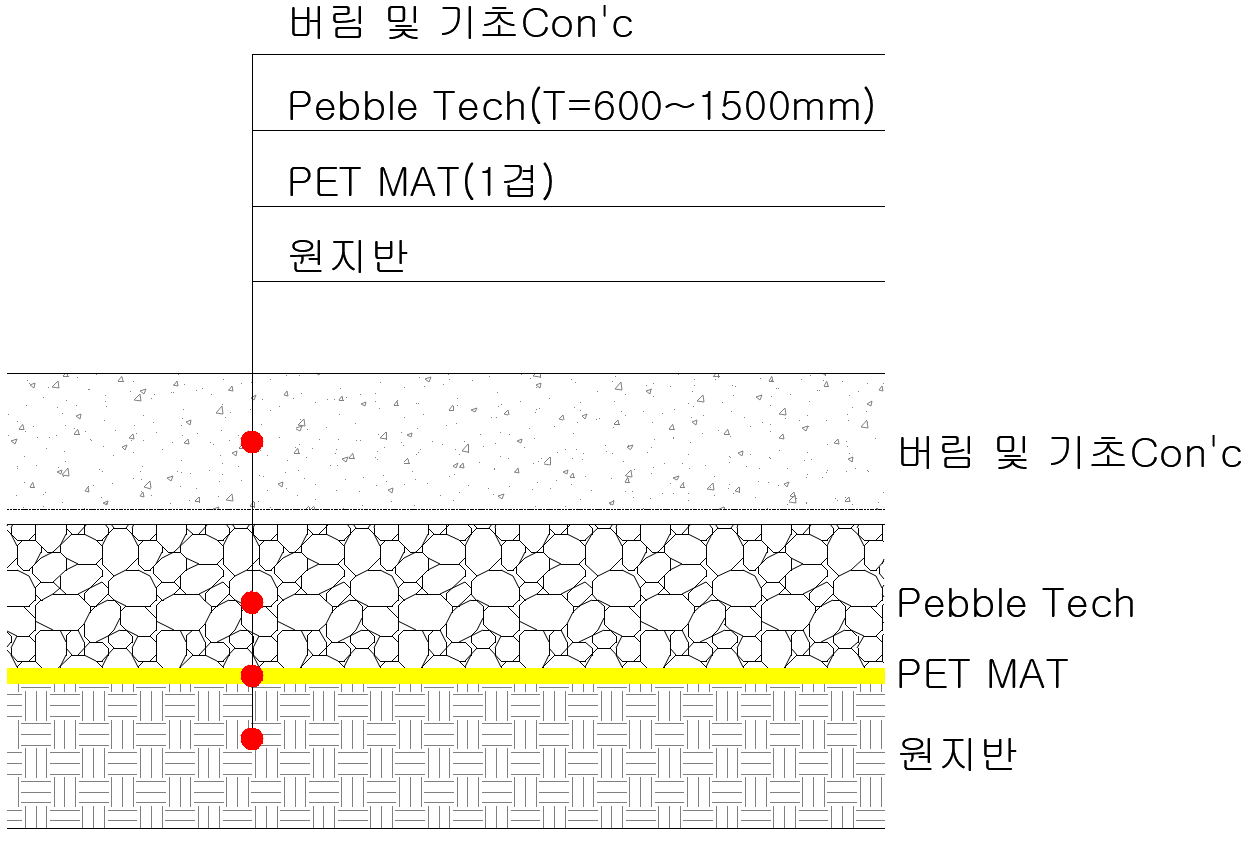 버림 및 기초Con'c
Pebble Tech(T=600~1500mm)
PET MAT(1겹)
원지반
버림 및 기초Con'c
Pebble Tech
PET MAT
원지반